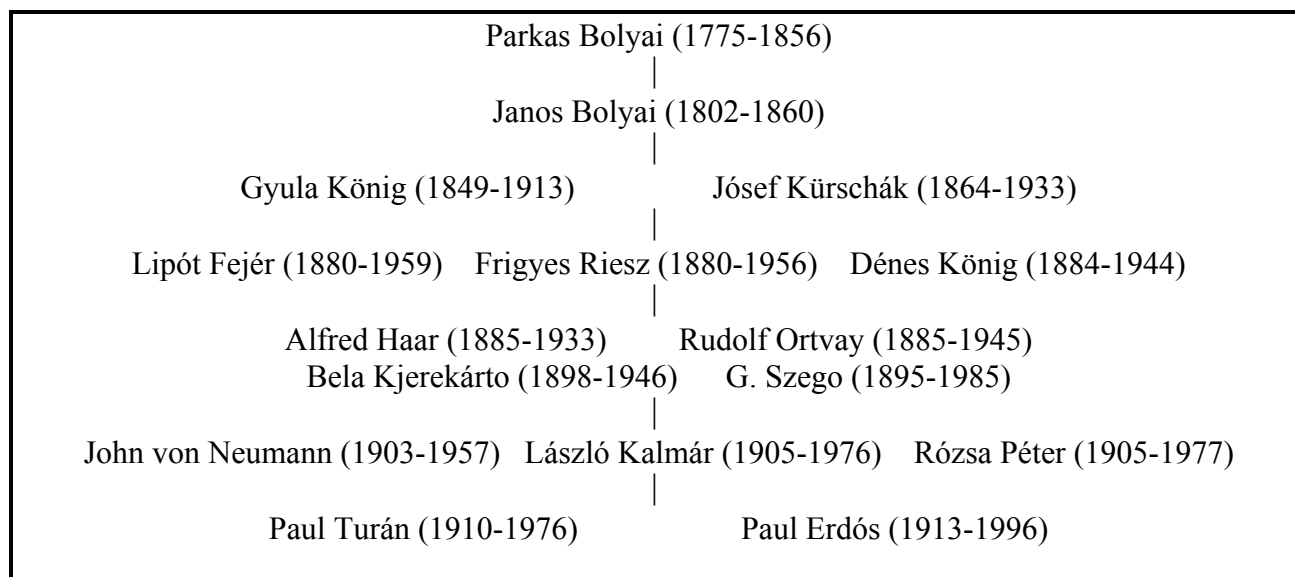 Parkas Bolyai (1775-1856)
Janos Bolyai (1802-1860)
Gyula König (1849-1913) Jósef Kürschák (1864-1933)
Lipót Fejér (1880-1959) Frigyes Riesz (1880-1956) Dénes König (1884-1944)
Alfred Haar (1885-1933) Rudolf Ortvay (1885-1945)
Bela Kjerekárto (1898-1946) G. Szego (1895-1985)
John von Neumann (1903-1957) László Kalmár (1905-1976) Rózsa Péter (1905-1977)
Paul Turán (1910-1976) Paul Erdós (1913-1996)